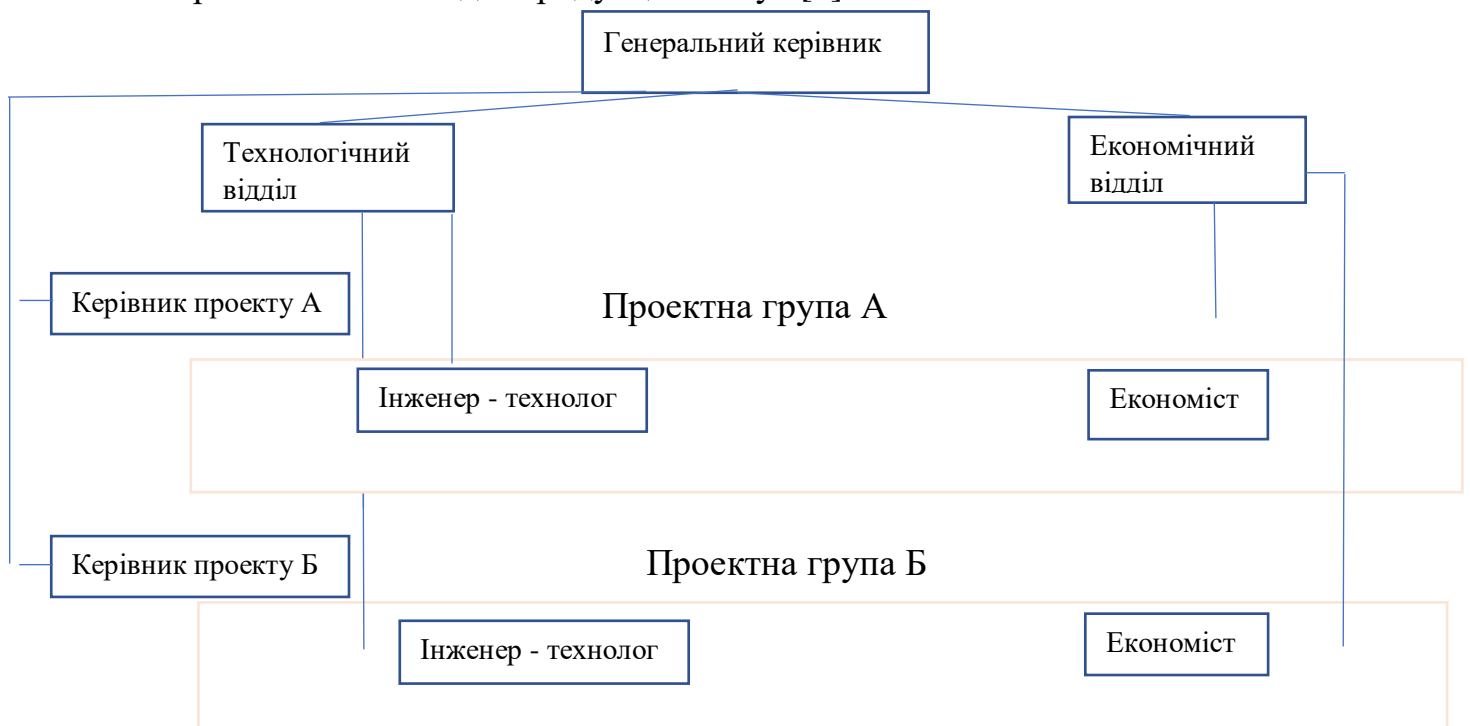 Генеральний керівник
Технологічний
відділ
Економічний
відділ
Керівник проекту А
Проектна група А
Інженер - технолог
Економіст
Керівник проекту Б
Проектна група Б
Інженер - технолог
Економіст